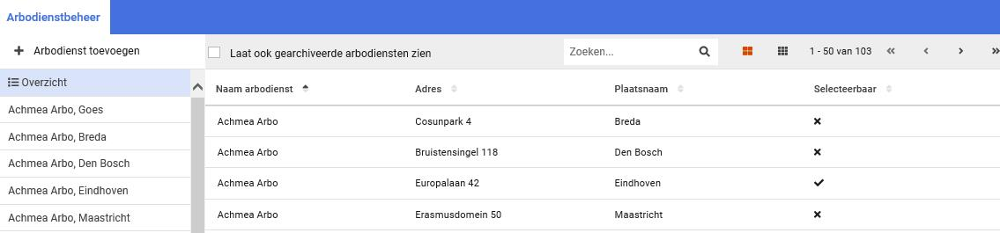 Arbodienstbeheer
Arbodienst toevoegen
Laat ook gearchiveerde arbodiensten zien
Zoeken...
1 - 50 van 103
Overzicht
Achmea Arbo, Goes
Achmea Arbo, Breda
Achmea Arbo, Den Bosch
Achmea Arbo, Eindhoven
Achmea Arbo, Maastricht
Naam arbodienst Adres Plaatsnaam Selecteerbaar
Achmea Arbo Cosunpark 4 Breda
Achmea Arbo Bruistensingel 118 Den Bosch
Achmea Arbo Europalaan 42 Eindhoven
Achmea Arbo Erasmusdomein 50 Maastricht